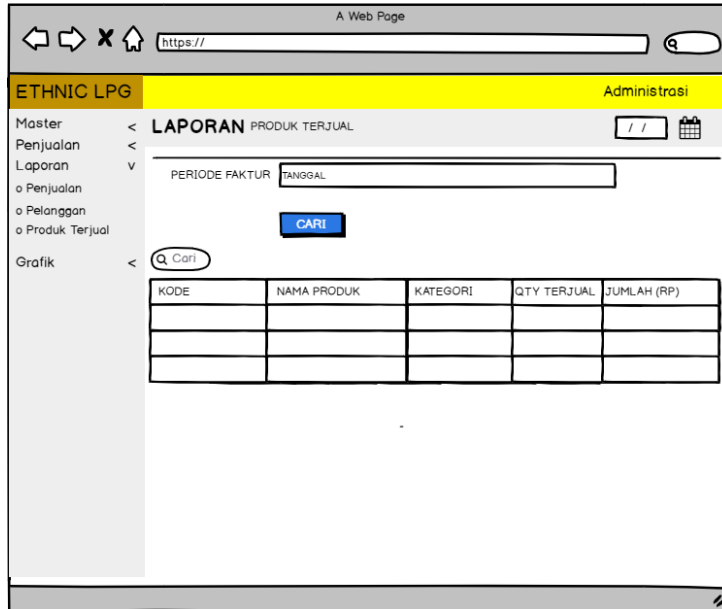 A Web Page
https://
ETHNIC LPG
Administrasi
Master <
Penjualan <
Laporan v
o Penjualan
o Pelanggan
o Produk Terjual
Grafik <
LAPORAN PRODUK TERJUAL
/ /
PERIODE FAKTUR TANGGAL
CARI
Cari
KODE NAMA PRODUK KATEGORI QTY TERJUAL JUMLAH (RP)
-